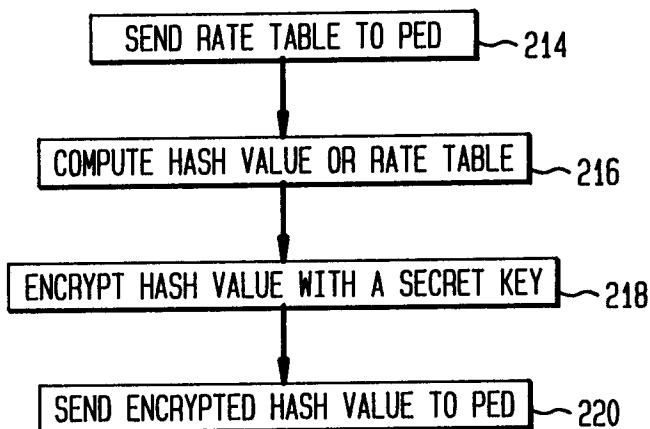 SEND RATE TABLE TO PED 214
COMPUTE HASH VALUE OR RATE TABLE 216
ENCRYPT HASH VALUE WITH A SECRET KEY 218
SEND ENCRYPTED HASH VALUE TO PED 220